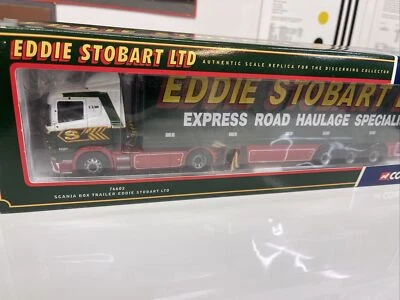 EDDIE STOBART LTD
AUTHENTIC SCALE REPLICA FOR THE DISCERNING COLLECTOR
EDDIE STOBART
EXPRESS ROAD HAULAGE SPECIALI
S
SCANIA BOX TRAILER EDDIE STOBART LTD
CO